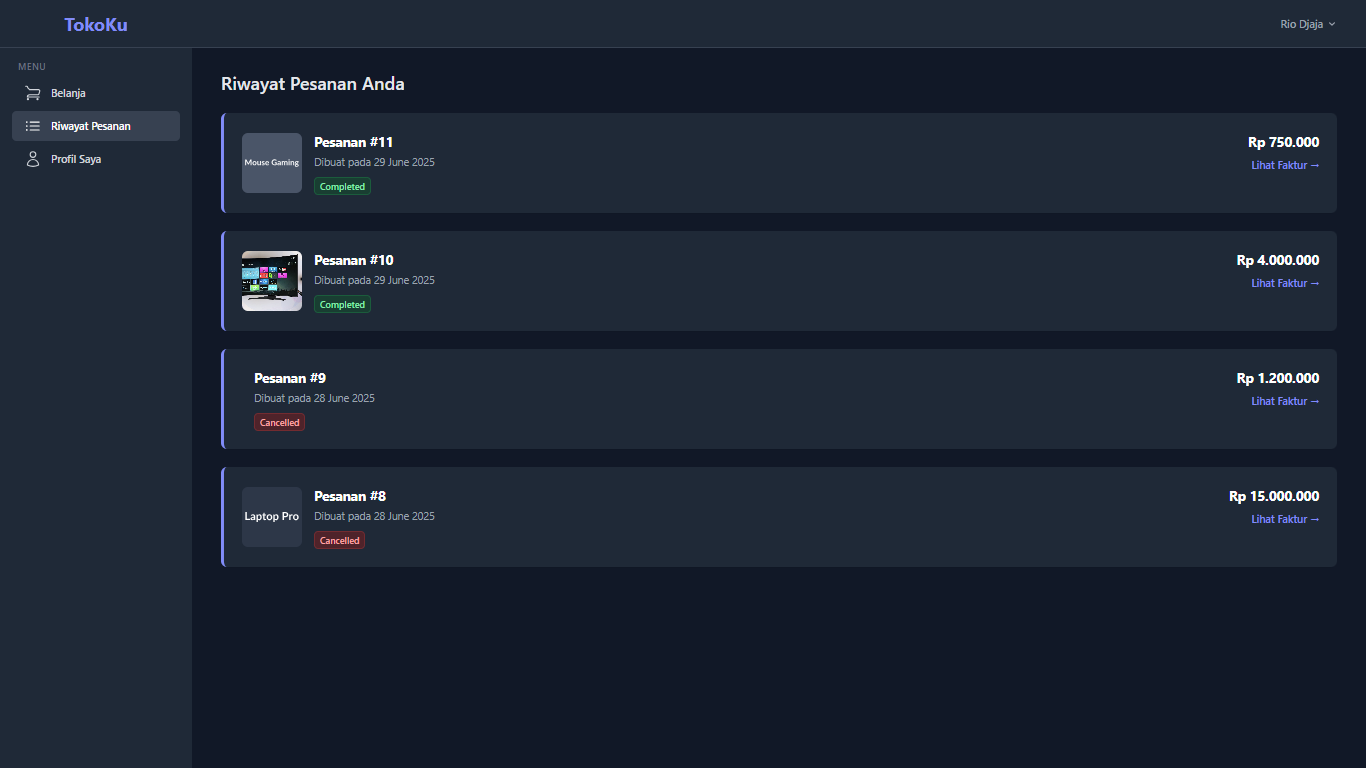 TokoKu
Rio Djaja
MENU
Belanja
Riwayat Pesanan
Profil Saya
Riwayat Pesanan Anda
Mouse Gaming
Pesanan #11
Dibuat pada 29 June 2025
Completed
Rp 750.000
Lihat Faktur →
Pesanan #10
Dibuat pada 29 June 2025
Completed
Rp 4.000.000
Lihat Faktur →
Pesanan #9
Dibuat pada 28 June 2025
Cancelled
Rp 1.200.000
Lihat Faktur →
Laptop Pro
Pesanan #8
Dibuat pada 28 June 2025
Cancelled
Rp 15.000.000
Lihat Faktur →